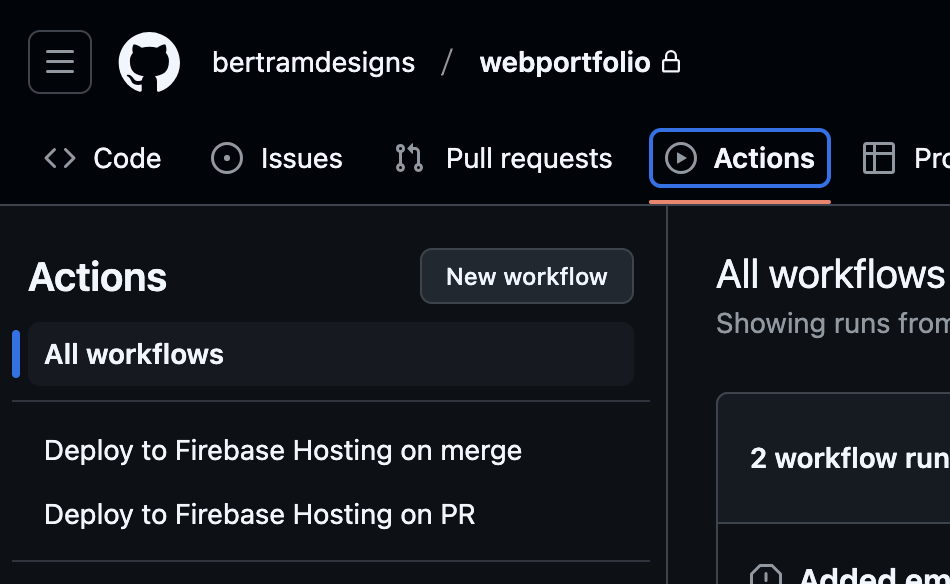 bertramdesigns / webportfolio
Code Issues Pull requests Actions
Actions
New workflow
All workflows
Deploy to Firebase Hosting on merge
Deploy to Firebase Hosting on PR
All workflows
Showing runs from
2 workflow run
Added em